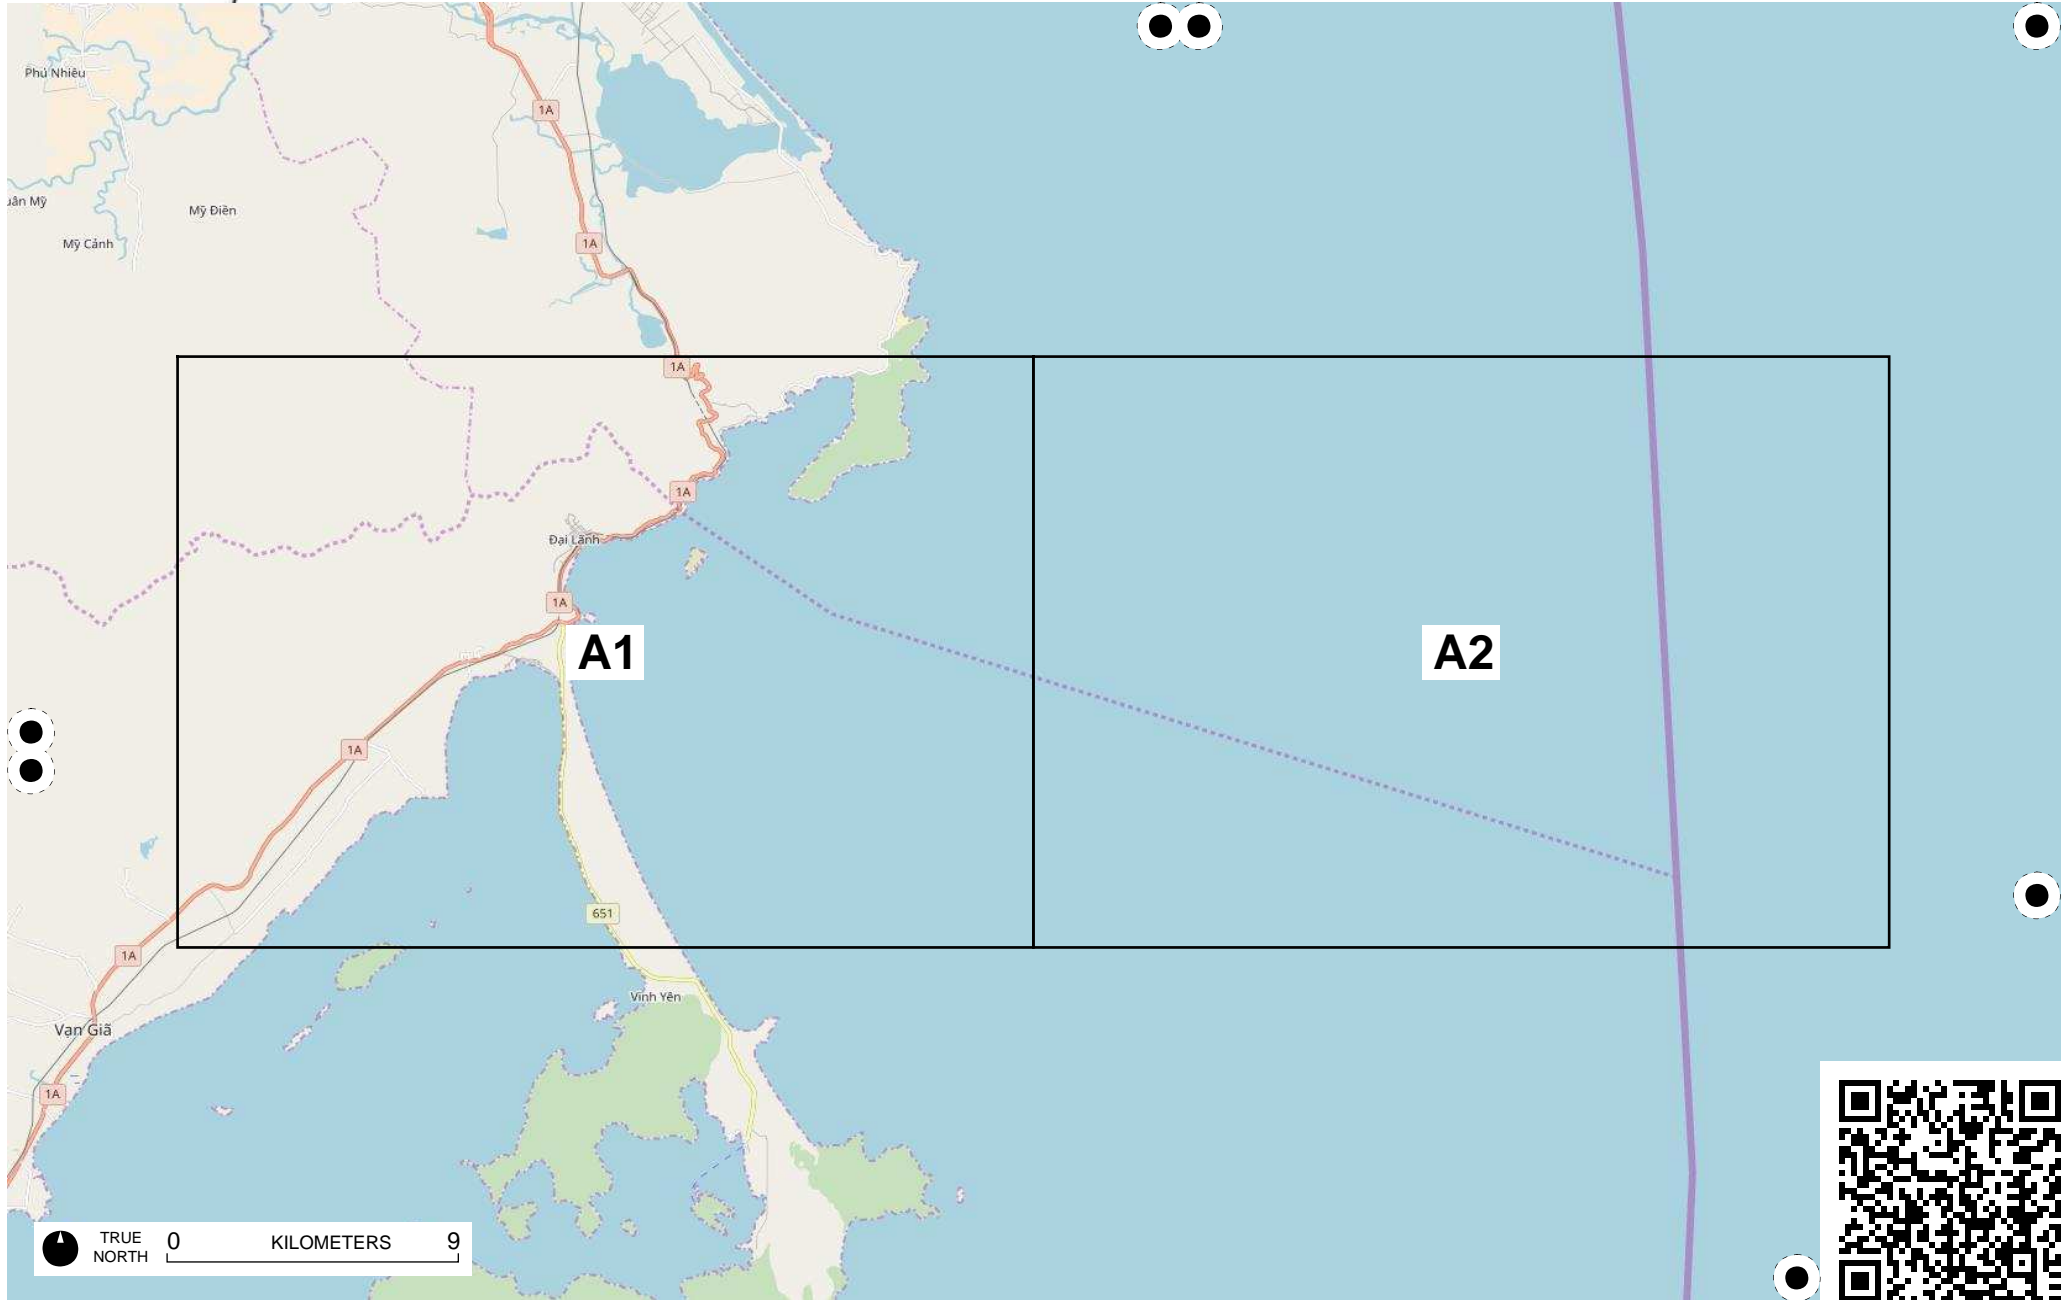 Phú Nhiêu
1A
Mỹ Điền
Mỹ Cảnh
1A
1A
1A
Đại Lãnh
1A
A1
A2
1A
651
1A
Vĩnh Yên
Vạn Giã
1A
TRUE
NORTH
0 KILOMETERS 9